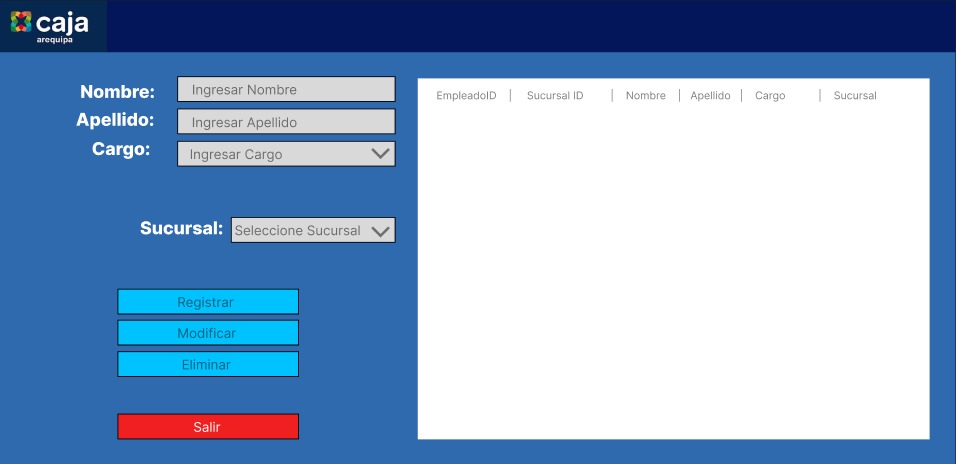 caja
arequipa
Nombre: Ingresar Nombre
Apellido: Ingresar Apellido
Cargo: Ingresar Cargo
Sucursal: Seleccione Sucursal
Registrar
Modificar
Eliminar
Salir
EmpleadoID | Sucursal ID | Nombre | Apellido | Cargo | Sucursal